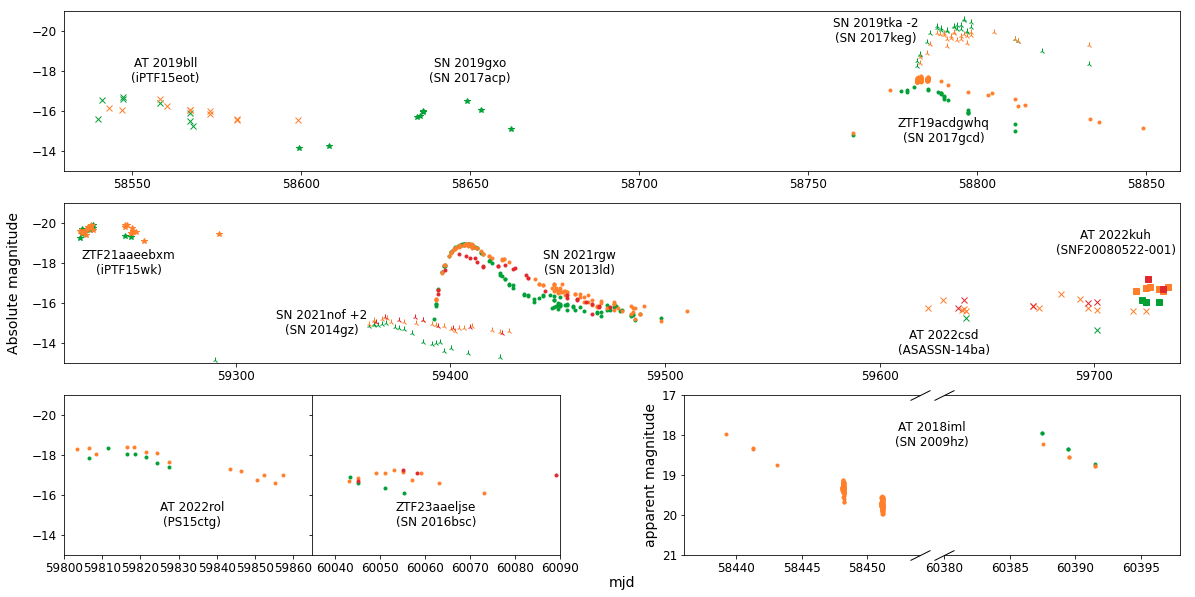 −20
−18
−16
−14
AT 2019bll
(iPTF15eot)
SN 2019gxo
(SN 2017acp)
SN 2019tka -2
(SN 2017keg)
ZTF19acdgwhq
(SN 2017gcd)
58550
58600
58650
58700
58750
58800
58850
Absolute magnitude
−20
−18
−16
−14
ZTF21aaeebxm
(iPTF15wk)
SN 2021nof +2
(SN 2014gz)
SN 2021rgw
(SN 2013ld)
AT 2022kuh
(SNF20080522-001)
AT 2022csd
(ASASSN-14ba)
59300
59400
59500
59600
59700
−20
−18
−16
−14
AT 2022rol
(PS15ctg)
59800
59810
59820
59830
59840
59850
59860
ZTF23aaeljse
(SN 2016bsc)
60040
60050
60060
60070
60080
60090
apparent magnitude
17
18
19
20
21
AT 2018iml
(SN 2009hz)
58440
58445
58450
60380
60385
60390
60395
mjd